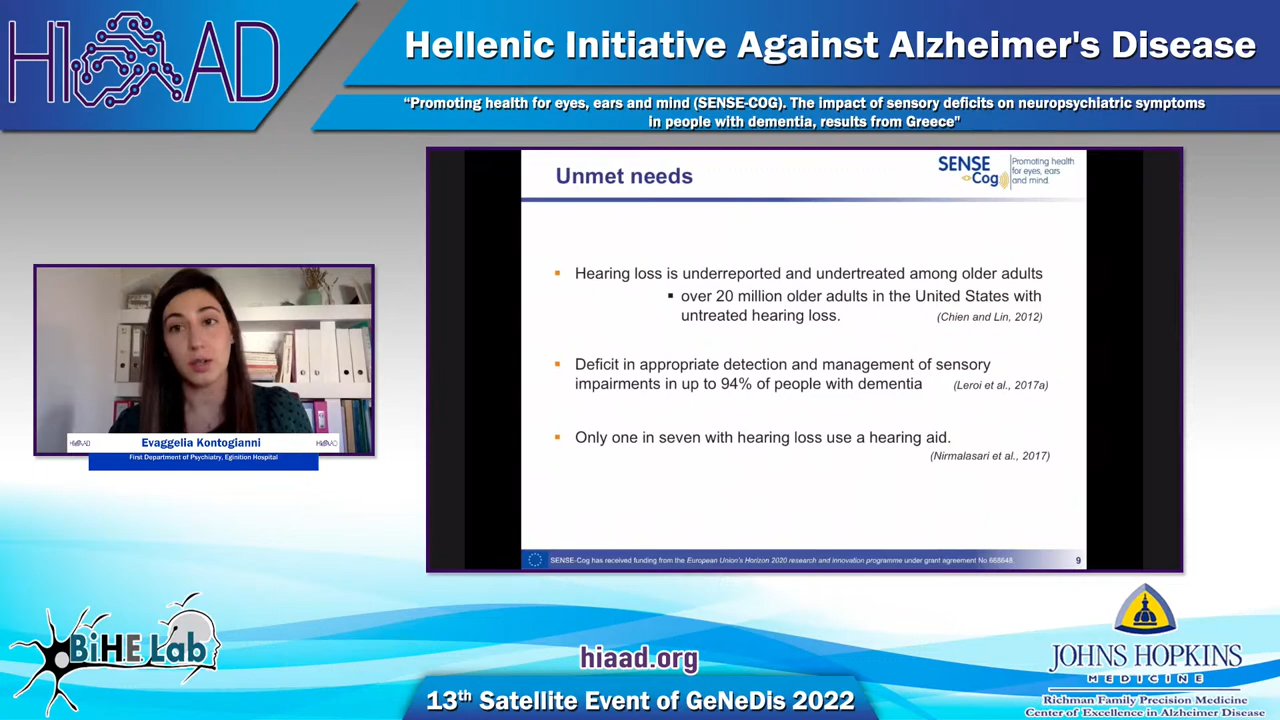 HIAAD
Hellenic Initiative Against Alzheimer's Disease
“Promoting health for eyes, ears and mind (SENSE-COG). The impact of sensory deficits on neuropsychiatric symptoms
in people with dementia, results from Greece"
Unmet needs
SENSE
Cog
Promoting health
for eyes, ears
and mind.
▪ Hearing loss is underreported and undertreated among older adults
▪ over 20 million older adults in the United States with
untreated hearing loss. (Chien and Lin, 2012)
▪ Deficit in appropriate detection and management of sensory
impairments in up to 94% of people with dementia (Leroi et al., 2017a)
▪ Only one in seven with hearing loss use a hearing aid.
(Nirmalasari et al., 2017)
SENSE-Cog has received funding from the European Union's Horizon 2020 research and innovation programme under grant agreement No 668648.
9
HIAAD Evaggelia Kontogianni HIAAD
First Department of Psychiatry, Eginition Hospital
BiHE Lab
hiaad.org
13th Satellite Event of GeNeDis 2022
JOHNS HOPKINS
MEDICINE
Richman Family Precision Medicine
Center of Excellence in Alzheimer Disease